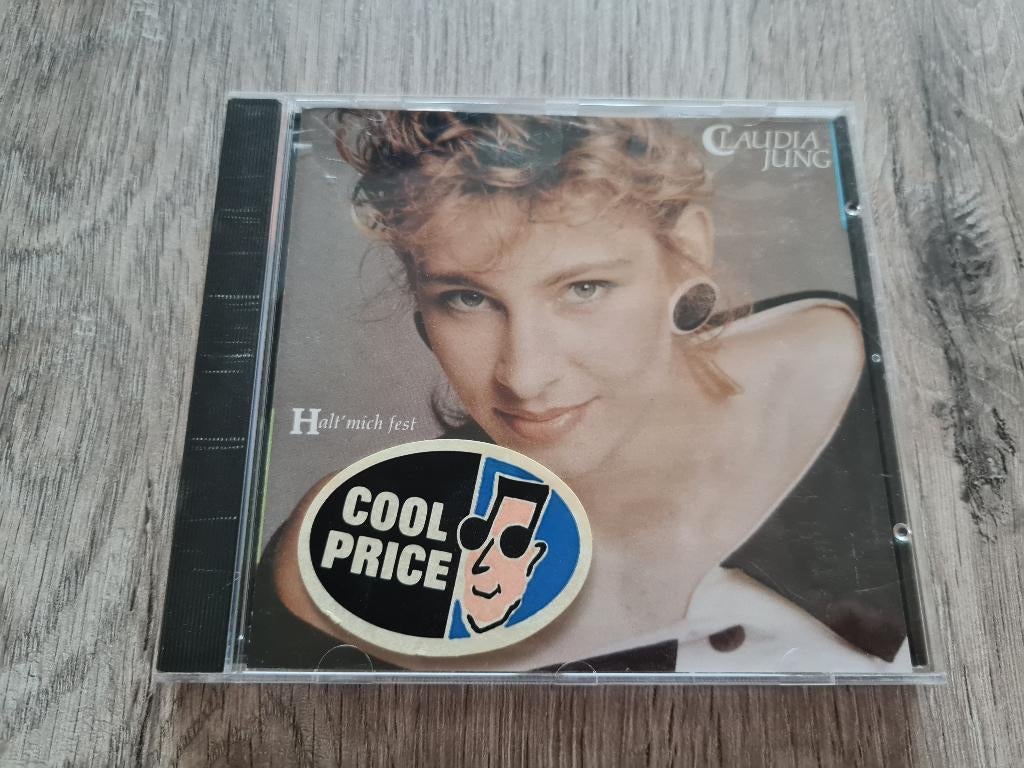 CLAUDIA
JUNG
Halt' mich fest
COOL
PRICE